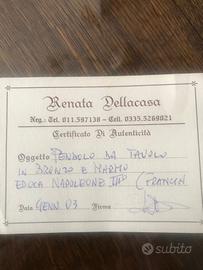 Renata Dellacasa
Neg.: Tel. 011.597138 - Cell. 0335.5269821
Certificato Di Autenticità
Oggetto PENDOLO DA TAVOLO
IN BRONZO E MARMO
EPOCA NAPOLEONE III° (FRANCIA)
Data GENN 03 Firma
subito